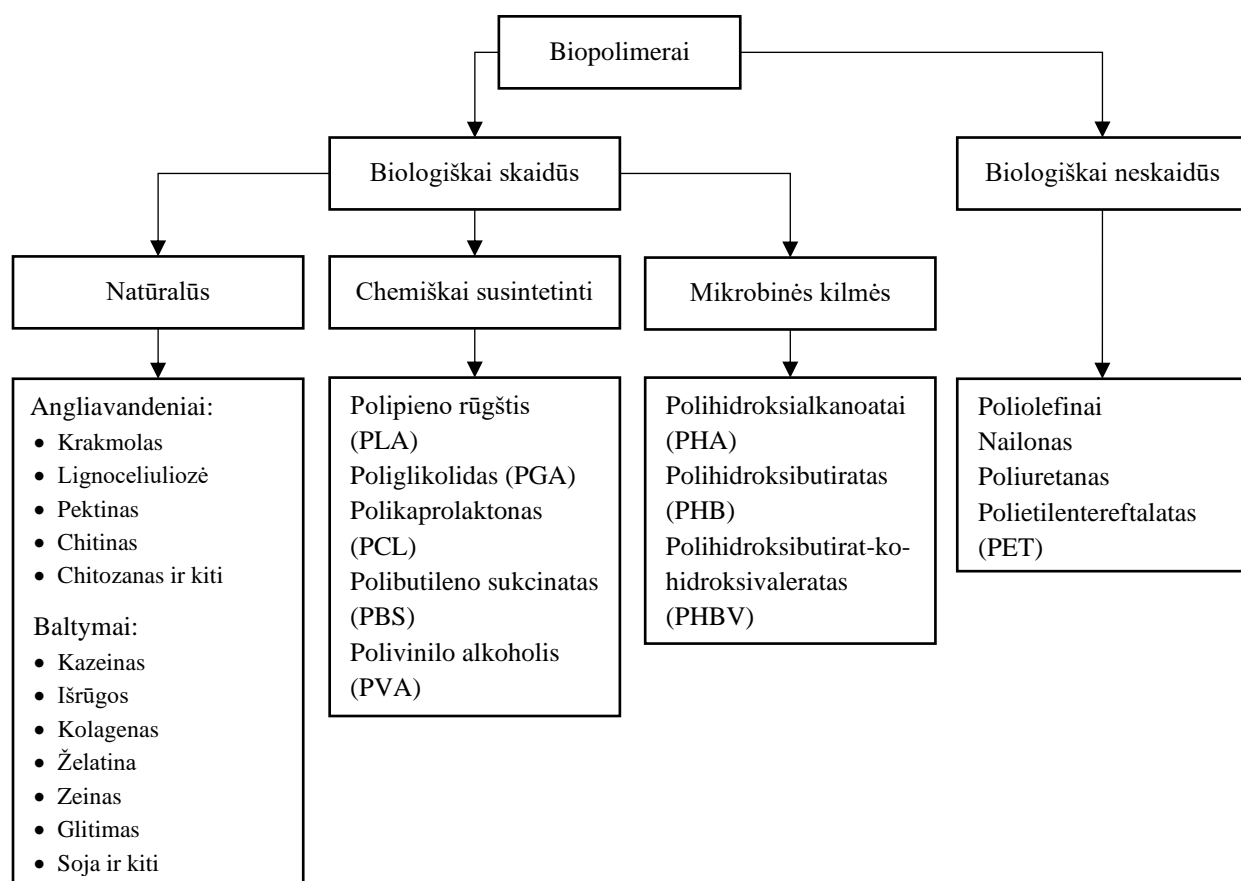 Biopolimerai
Biologiškai skaidūs
Biologiškai neskaidūs
Natūralūs
Chemiškai susintetinti
Mikrobinės kilmės
Angliavandeniai:
• Krakmolas
• Lignoceliuliozė
• Pektinas
• Chitinas
• Chitozanas ir kiti
Baltymai:
• Kazeinas
• Išrūgos
• Kolagenas
• Želatina
• Zeinas
• Glitimas
• Soja ir kiti
Polipieno rūgštis
(PLA)
Poliglikolidas (PGA)
Polikaprolaktonas
(PCL)
Polibutileno sukcinatas
(PBS)
Polivinilo alkoholis
(PVA)
Polihidroksialkanoatai
(PHA)
Polihidroksibutiratas
(PHB)
Polihidroksibutirat-ko-
hidroksivaleratas
(PHBV)
Poliolefinai
Nailonas
Poliuretanas
Polietilentereftalatas
(PET)